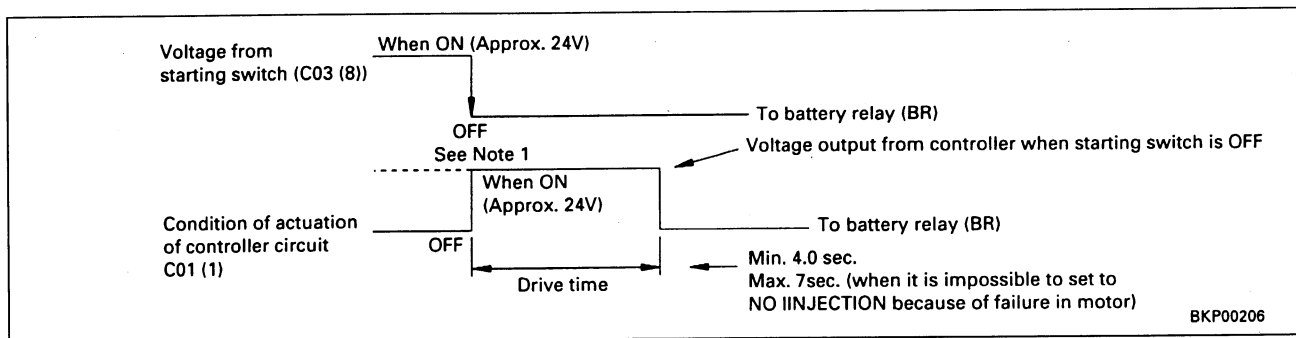 Voltage from
starting switch (C03 (8))
When ON (Approx. 24V)
OFF
To battery relay (BR)
See Note 1
Voltage output from controller when starting switch is OFF
When ON
(Approx. 24V)
Condition of actuation
of controller circuit
C01 (1)
OFF
To battery relay (BR)
Drive time
Min. 4.0 sec.
Max. 7sec. (when it is impossible to set to
NO IINJECTION because of failure in motor)
BKP00206